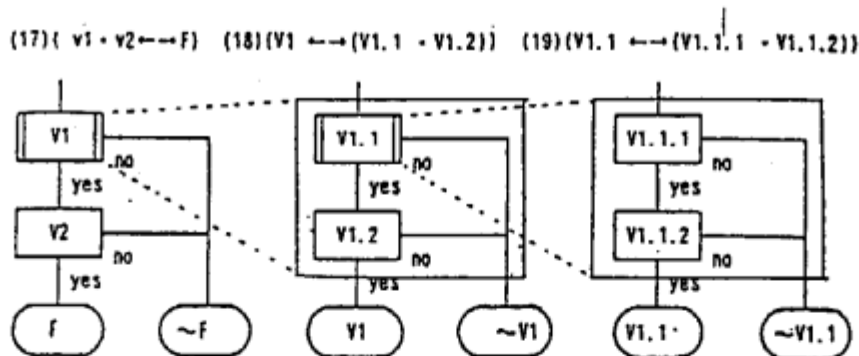 (17)( v1 · v2←→F) (18)(V1 ←→(V1.1 · V1.2)) (19)(V1.1 ←→(V1.1.1 · V1.1.2))
V1 V1.1 V1.1.1
no no no
yes yes yes
V2 V1.2 V1.1.2
no no no
yes yes yes
F ~F V1 ~V1 V1.1 ~V1.1